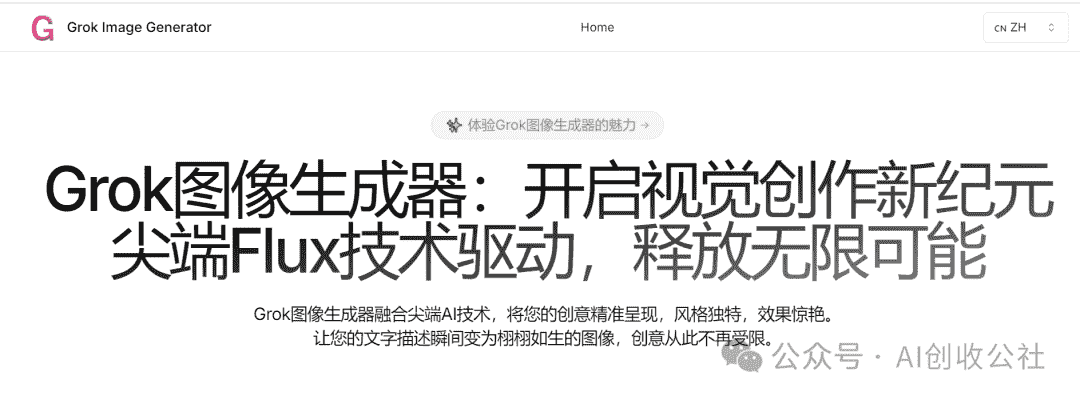 G Grok Image Generator Home CN ZH
体验Grok图像生成器的魅力 →
Grok图像生成器：开启视觉创作新纪元
尖端Flux技术驱动，释放无限可能
Grok图像生成器融合尖端AI技术，将您的创意精准呈现，风格独特，效果惊艳。
让您的文字描述瞬间变为栩栩如生的图像，创意从此不再受限。
公众号 · AI创收公社